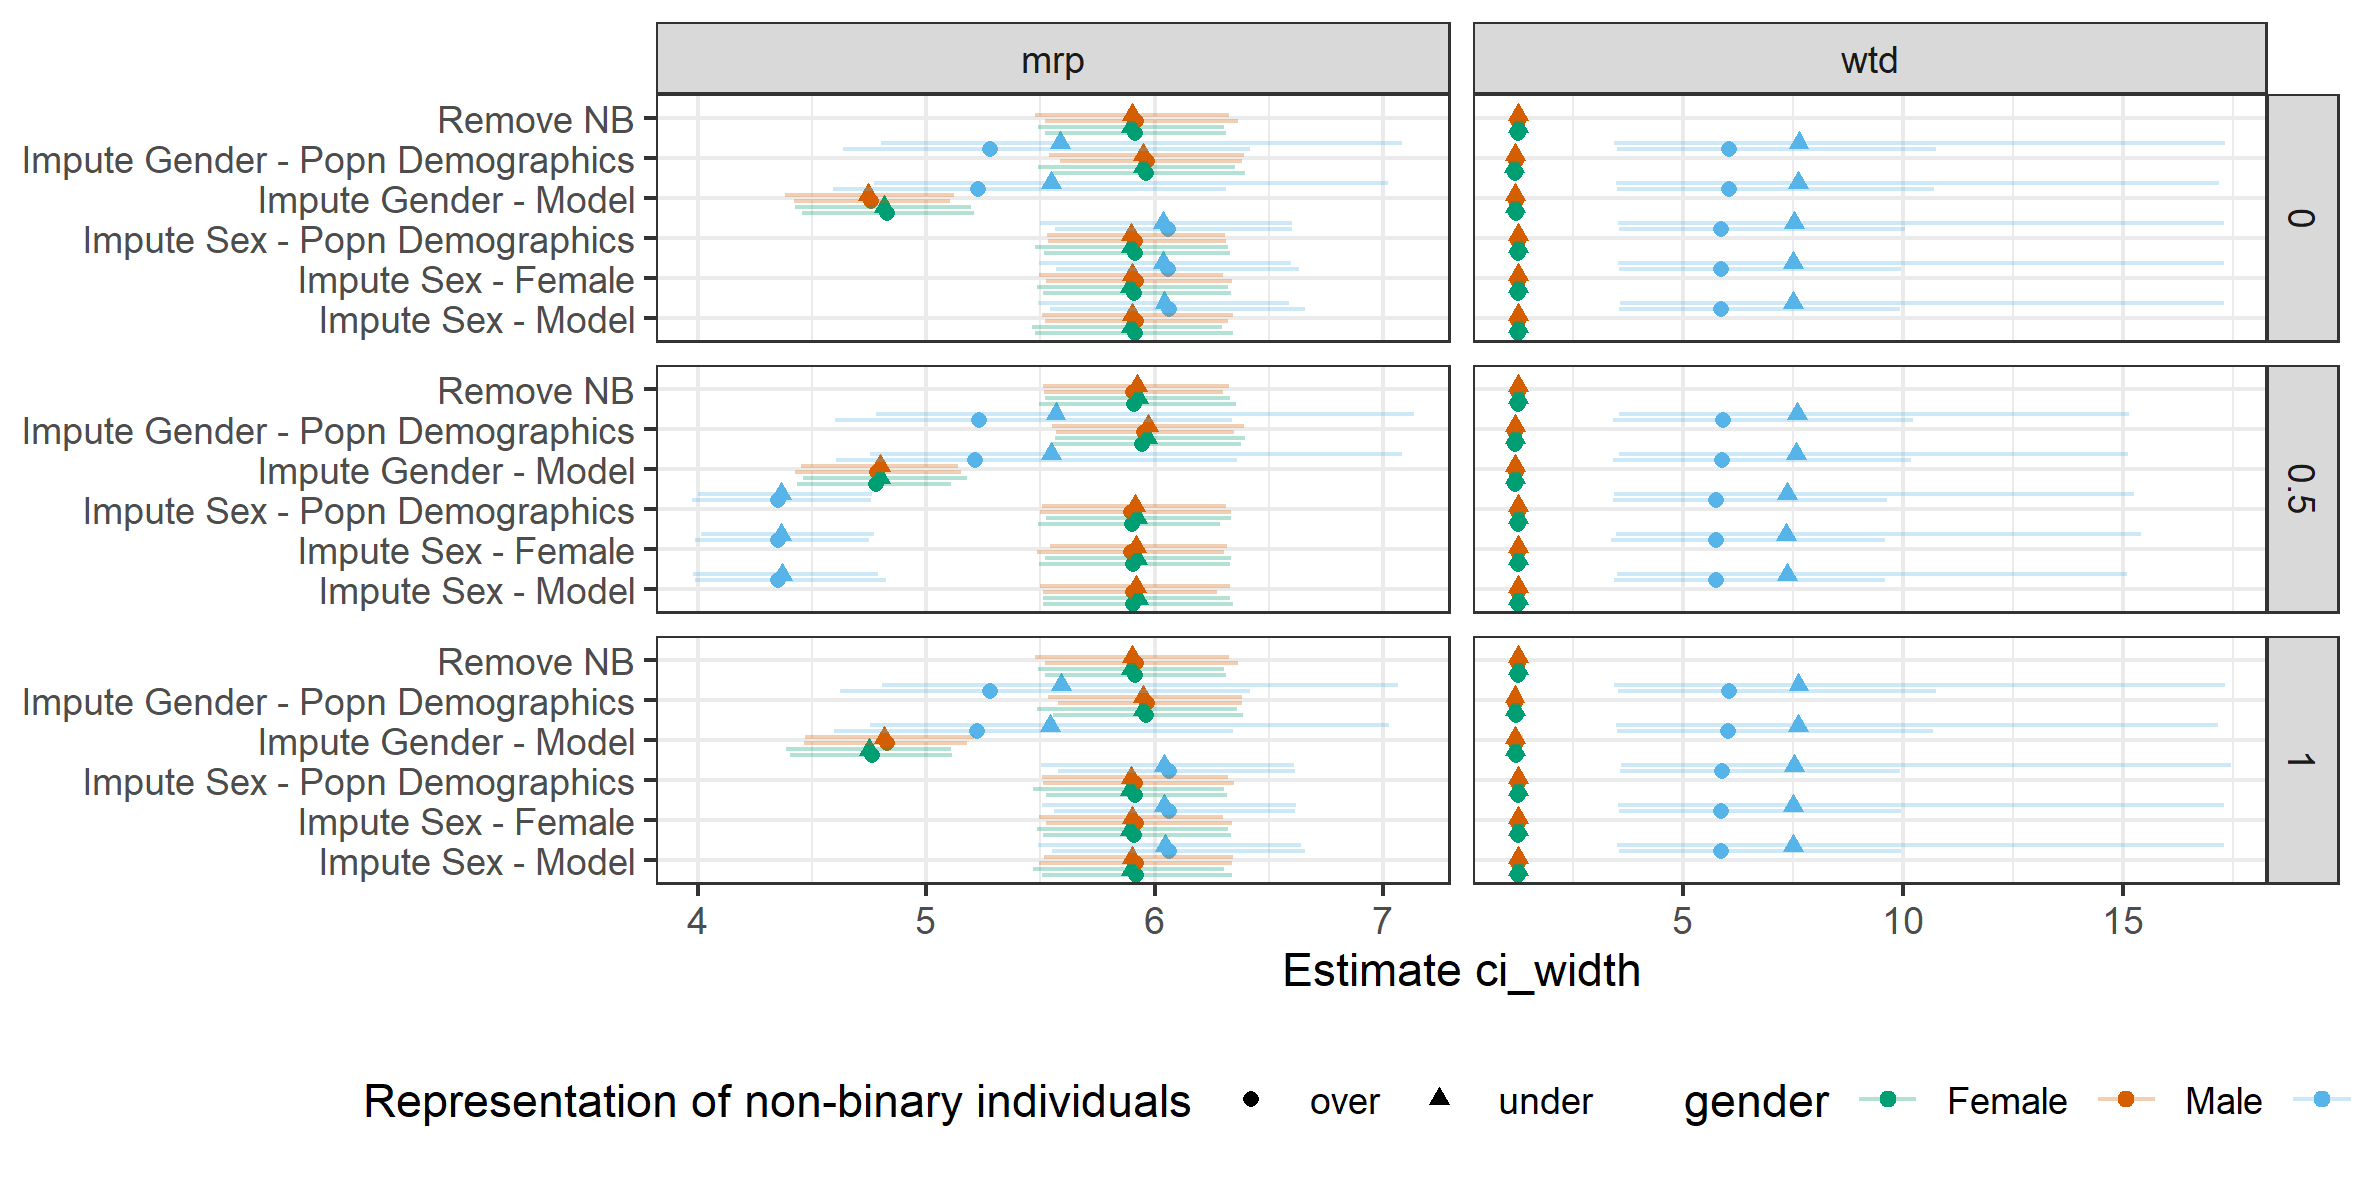 mrp wtd
Remove NB
Impute Gender - Popn Demographics
Impute Gender - Model
Impute Sex - Popn Demographics
Impute Sex - Female
Impute Sex - Model
0
Remove NB
Impute Gender - Popn Demographics
Impute Gender - Model
Impute Sex - Popn Demographics
Impute Sex - Female
Impute Sex - Model
0.5
Remove NB
Impute Gender - Popn Demographics
Impute Gender - Model
Impute Sex - Popn Demographics
Impute Sex - Female
Impute Sex - Model
1
4 5 6 7 5 10 15
Estimate ci_width
Representation of non-binary individuals over under gender Female Male